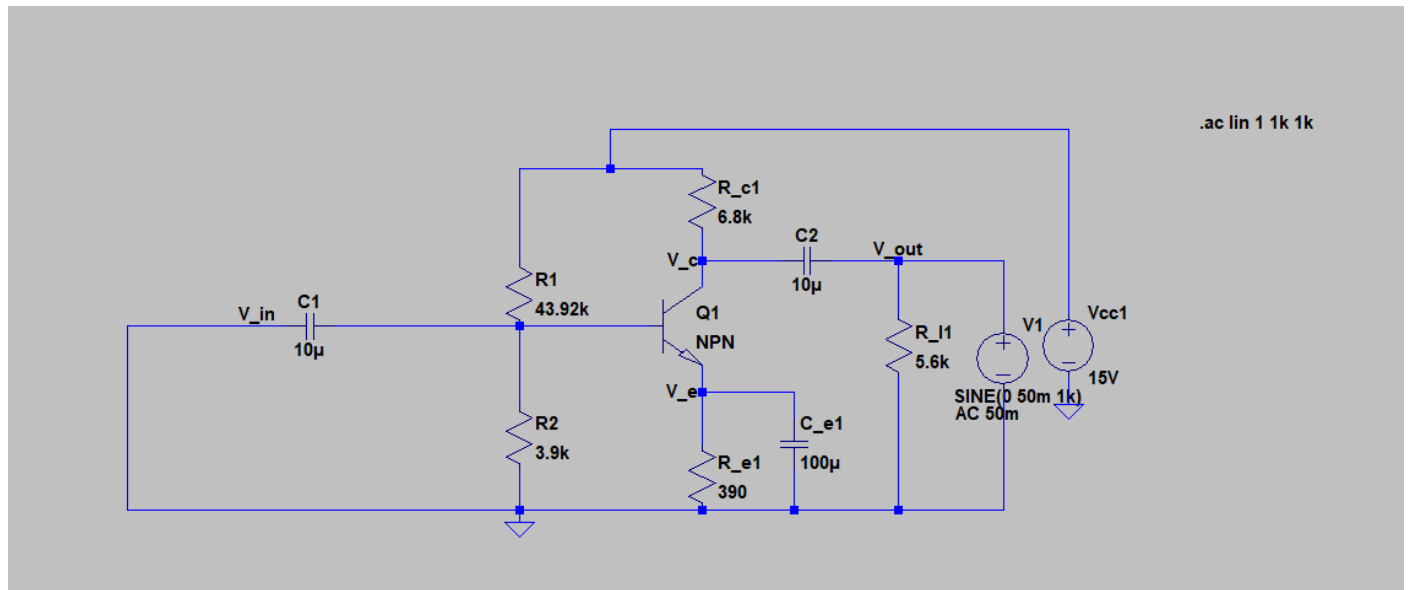 .ac lin 1 1k 1k
R_c1
6.8k
C2
V_c
V_out
10µ
R1
43.92k
C1
V_in
10µ
Q1
NPN
V1
Vcc1
R_l1
5.6k
15V
SINE(0 50m 1k)
AC 50m
V_e
R2
3.9k
C_e1
100µ
R_e1
390